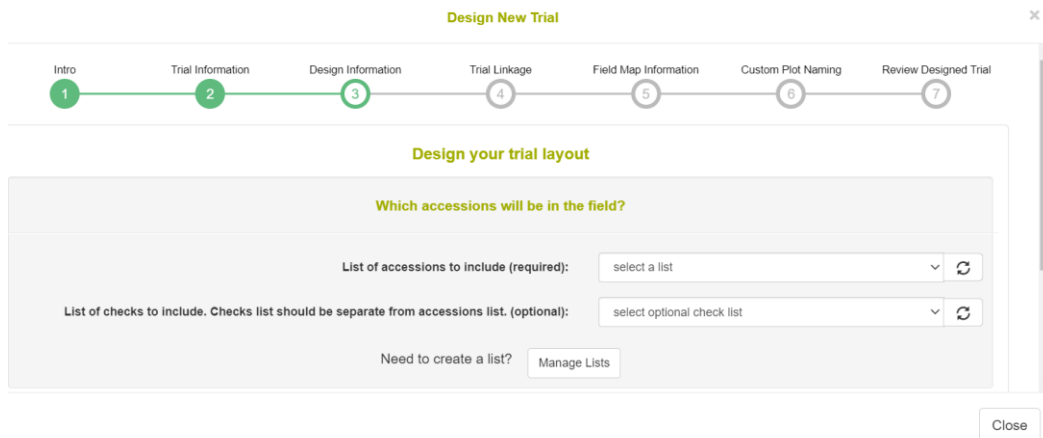 Design New Trial
×
Intro
Trial Information
Design Information
Trial Linkage
Field Map Information
Custom Plot Naming
Review Designed Trial
1
2
3
4
5
6
7
Design your trial layout
Which accessions will be in the field?
List of accessions to include (required):
select a list
List of checks to include. Checks list should be separate from accessions list. (optional):
select optional check list
Need to create a list?
Manage Lists
Close